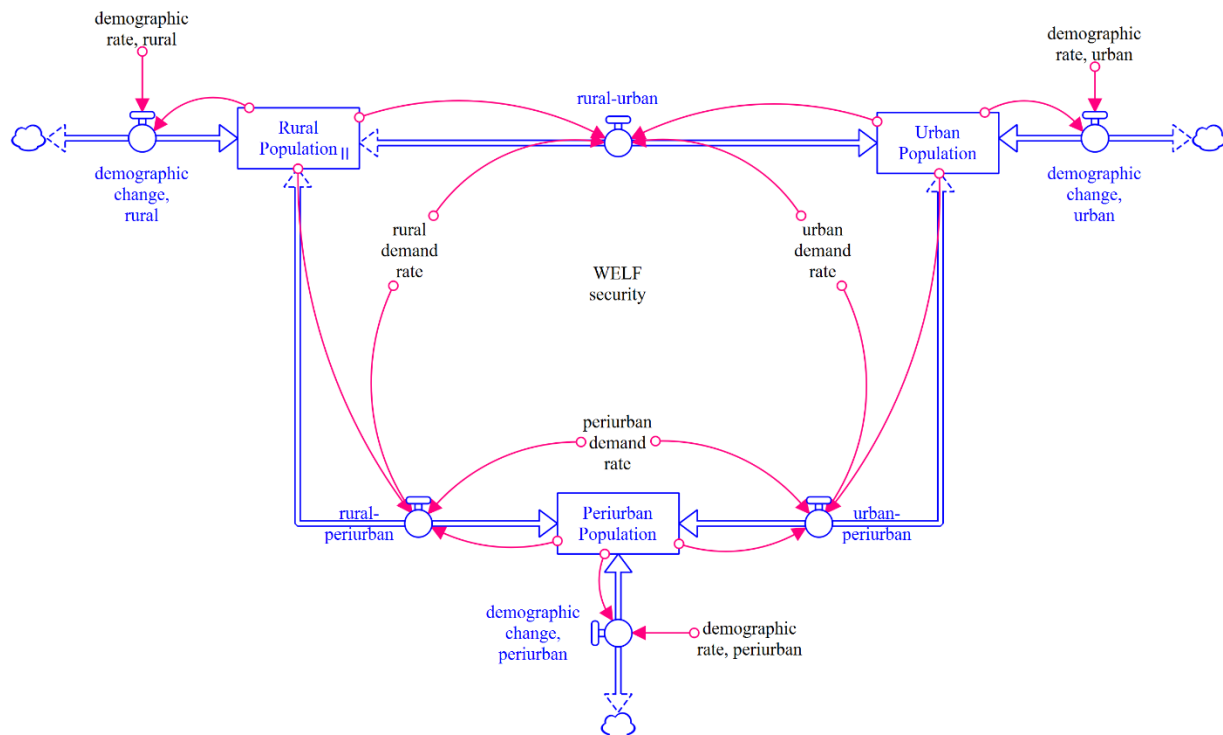 demographic
rate, rural
demographic
rate, urban
rural-urban
Rural
Population
Urban
Population
demographic
change,
rural
demographic
change,
urban
rural
demand
rate
urban
demand
rate
WELF
security
periurban
demand
rate
rural-
periurban
Periurban
Population
urban-
periurban
demographic
change,
periurban
demographic
rate, periurban